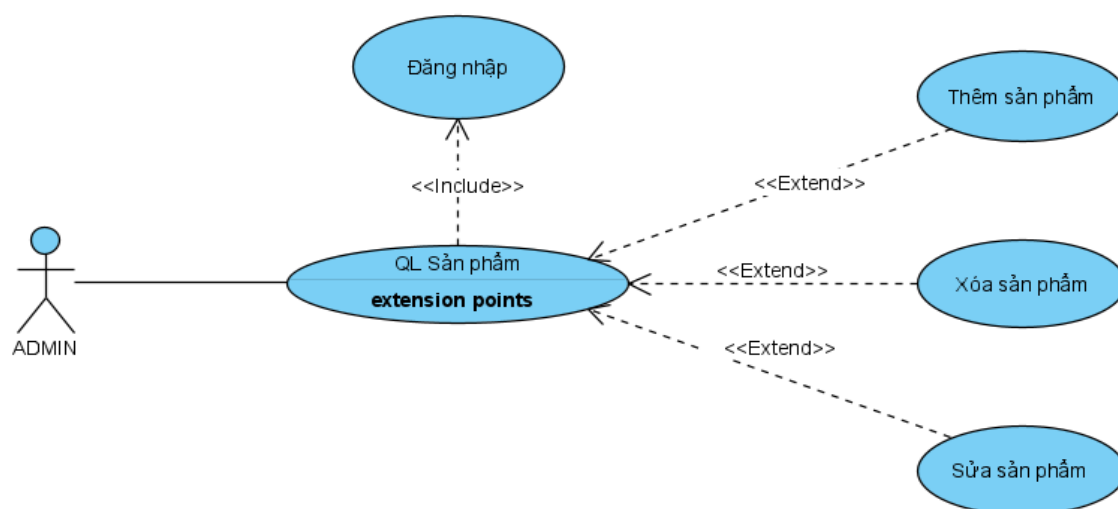 Đăng nhập
Thêm sản phẩm
<<Include>>
<<Extend>>
QL Sản phẩm
extension points
<<Extend>>
Xóa sản phẩm
ADMIN
<<Extend>>
Sửa sản phẩm